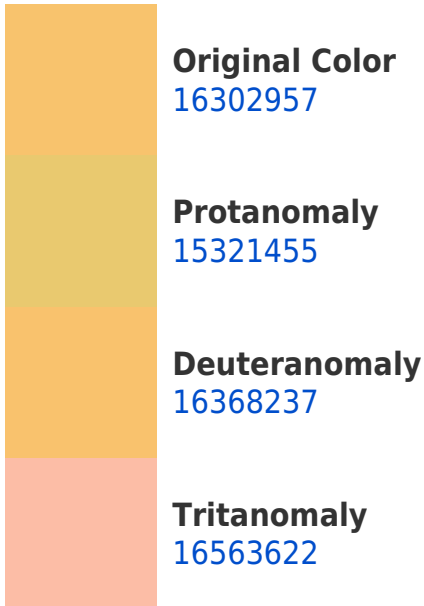 Original Color
16302957
Protanomaly
15321455
Deuteranomaly
16368237
Tritanomaly
16563622